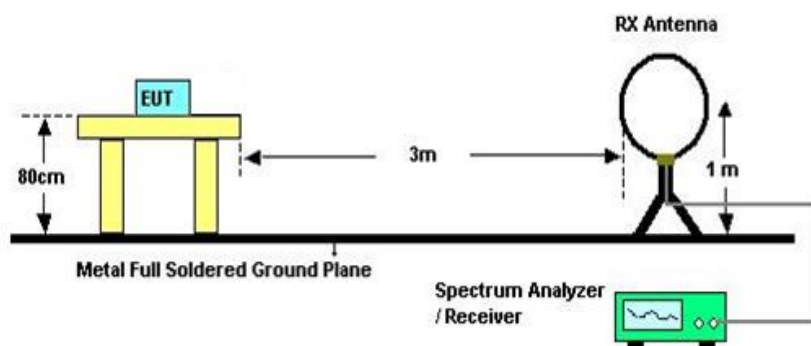 RX Antenna
EUT
3m
80cm
1 m
Metal Full Soldered Ground Plane
Spectrum Analyzer
/ Receiver